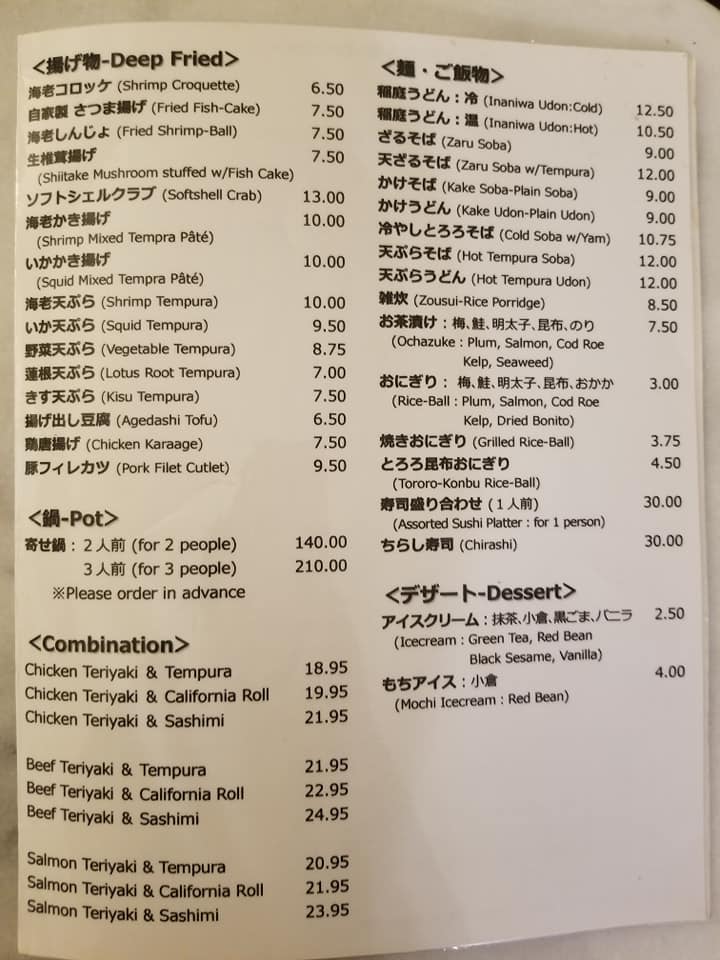 <揚げ物-Deep Fried>
海老コロッケ (Shrimp Croquette) 6.50
自家製 さつま揚げ (Fried Fish-Cake) 7.50
海老しんじょ (Fried Shrimp-Ball) 7.50
生椎茸揚げ 7.50
(Shiitake Mushroom stuffed w/Fish Cake)
ソフトシェルクラブ (Softshell Crab) 13.00
海老かき揚げ 10.00
(Shrimp Mixed Tempra Pâté)
いかかき揚げ 10.00
(Squid Mixed Tempra Pâté)
海老天ぷら (Shrimp Tempura) 10.00
いか天ぷら (Squid Tempura) 9.50
野菜天ぷら (Vegetable Tempura) 8.75
蓮根天ぷら (Lotus Root Tempura) 7.00
きす天ぷら (Kisu Tempura) 7.50
揚げ出し豆腐 (Agedashi Tofu) 6.50
鶏唐揚げ (Chicken Karaage) 7.50
豚フィレカツ (Pork Filet Cutlet) 9.50
<鍋-Pot>
寄せ鍋：２人前 (for 2 people) 140.00
３人前 (for 3 people) 210.00
※Please order in advance
<Combination>
Chicken Teriyaki & Tempura 18.95
Chicken Teriyaki & California Roll 19.95
Chicken Teriyaki & Sashimi 21.95
Beef Teriyaki & Tempura 21.95
Beef Teriyaki & California Roll 22.95
Beef Teriyaki & Sashimi 24.95
Salmon Teriyaki & Tempura 20.95
Salmon Teriyaki & California Roll 21.95
Salmon Teriyaki & Sashimi 23.95
<麺・ご飯物>
稲庭うどん：冷 (Inaniwa Udon:Cold) 12.50
稲庭うどん：温 (Inaniwa Udon:Hot) 10.50
ざるそば (Zaru Soba) 9.00
天ざるそば (Zaru Soba w/Tempura) 12.00
かけそば (Kake Soba-Plain Soba) 9.00
かけうどん (Kake Udon-Plain Udon) 9.00
冷やしとろろそば (Cold Soba w/Yam) 10.75
天ぷらそば (Hot Tempura Soba) 12.00
天ぷらうどん (Hot Tempura Udon) 12.00
雑炊 (Zousui-Rice Porridge) 8.50
お茶漬け：梅、鮭、明太子、昆布、のり 7.50
(Ochazuke : Plum, Salmon, Cod Roe
Kelp, Seaweed)
おにぎり： 梅、鮭、明太子、昆布、おかか 3.00
(Rice-Ball : Plum, Salmon, Cod Roe
Kelp, Dried Bonito)
焼きおにぎり (Grilled Rice-Ball) 3.75
とろろ昆布おにぎり 4.50
(Tororo-Konbu Rice-Ball)
寿司盛り合わせ (１人前) 30.00
(Assorted Sushi Platter : for 1 person)
ちらし寿司 (Chirashi) 30.00
<デザート-Dessert>
アイスクリーム：抹茶、小倉、黒ごま、バニラ 2.50
(Icecream : Green Tea, Red Bean
Black Sesame, Vanilla)
もちアイス：小倉 4.00
(Mochi Icecream : Red Bean)